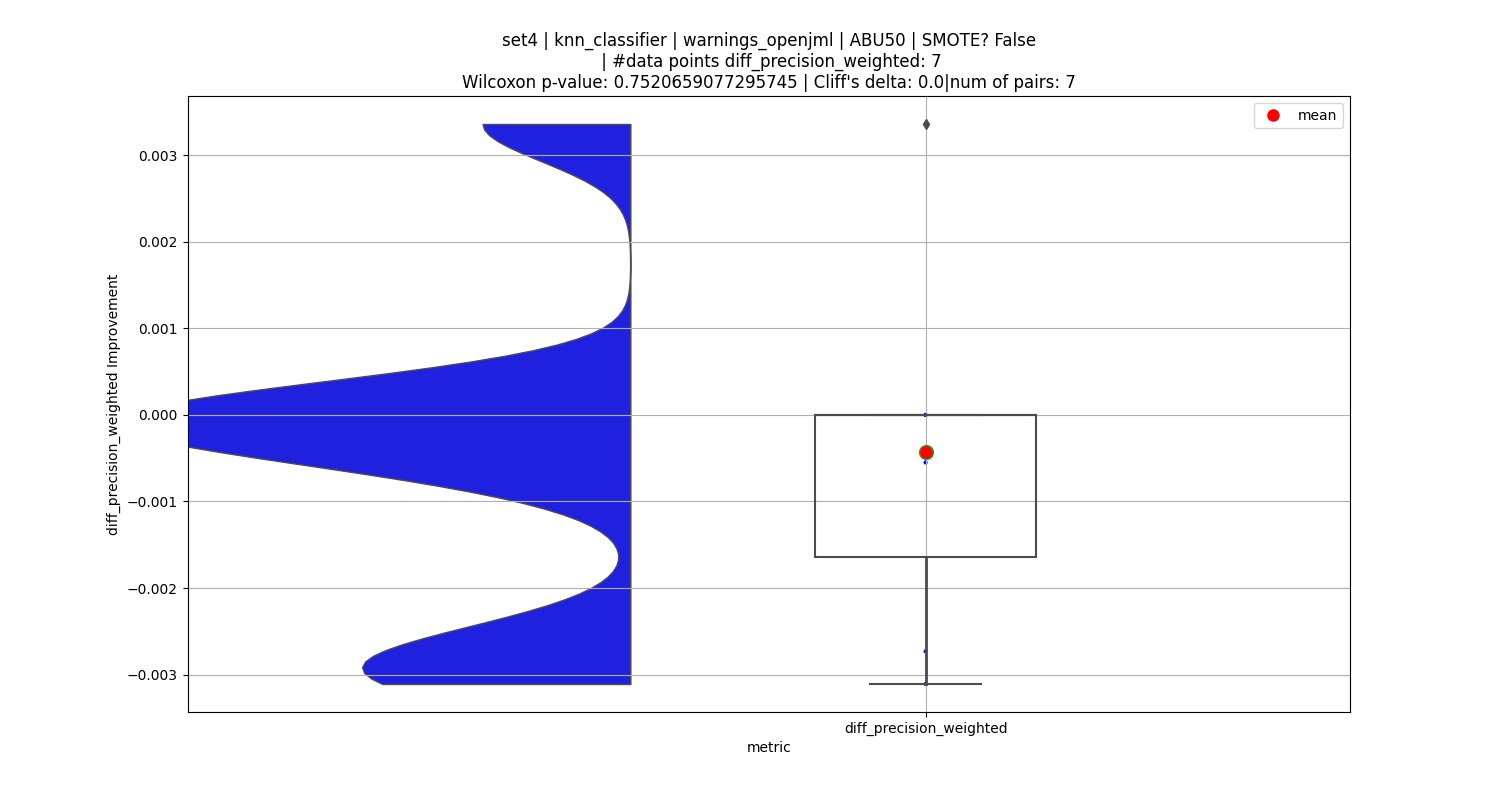 set4 | knn_classifier | warnings_openjml | ABU50 | SMOTE? False
| #data points diff_precision_weighted: 7
Wilcoxon p-value: 0.7520659077295745 | Cliff's delta: 0.0|num of pairs: 7
mean
0.003
0.002
0.001
0.000
−0.001
−0.002
−0.003
diff_precision_weighted Improvement
diff_precision_weighted
metric